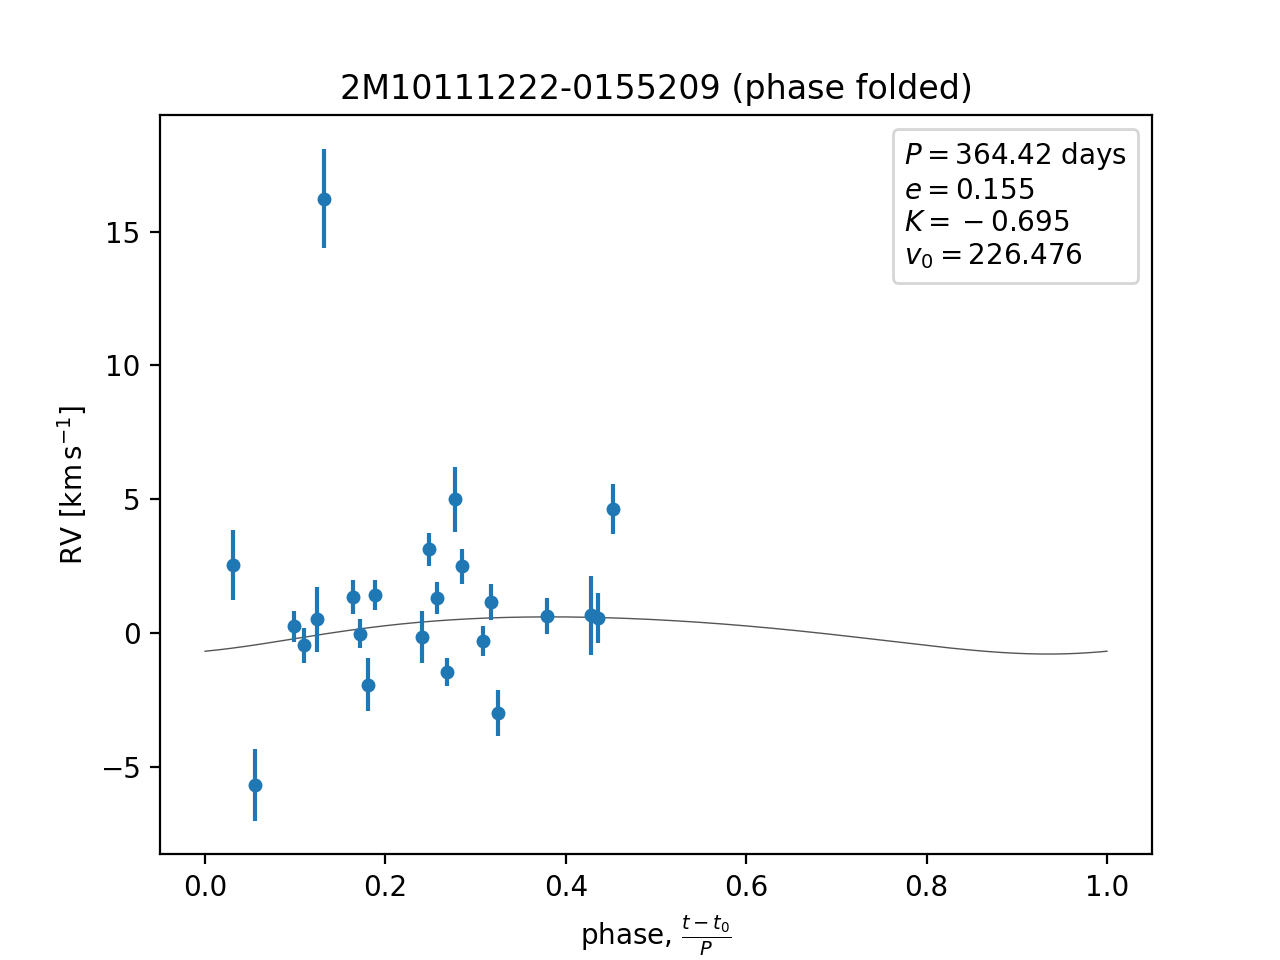 2M10111222-0155209 (phase folded)
P = 364.42 days
e = 0.155
K = −0.695
v₀ = 226.476
15
10
5
0
−5
RV [km s⁻¹]
0.0 0.2 0.4 0.6 0.8 1.0
phase, (t − t₀)/P